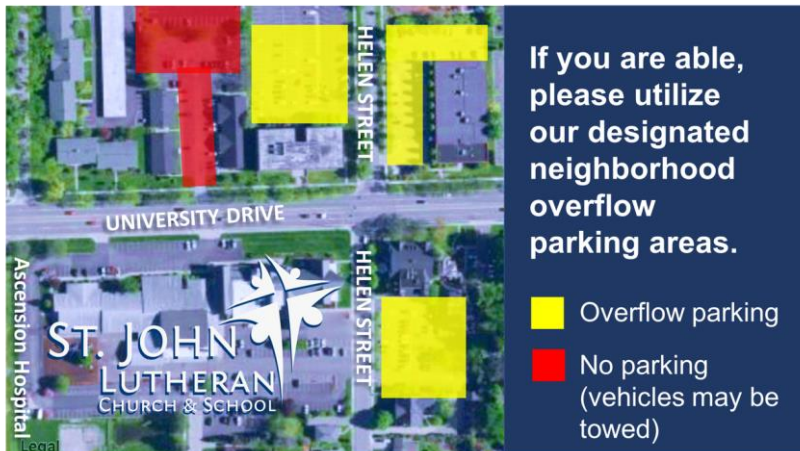 HELEN STREET
UNIVERSITY DRIVE
HELEN STREET
Ascension Hospital
ST. JOHN
LUTHERAN
CHURCH & SCHOOL
Legal
If you are able,
please utilize
our designated
neighborhood
overflow
parking areas.
Overflow parking
No parking
(vehicles may be
towed)